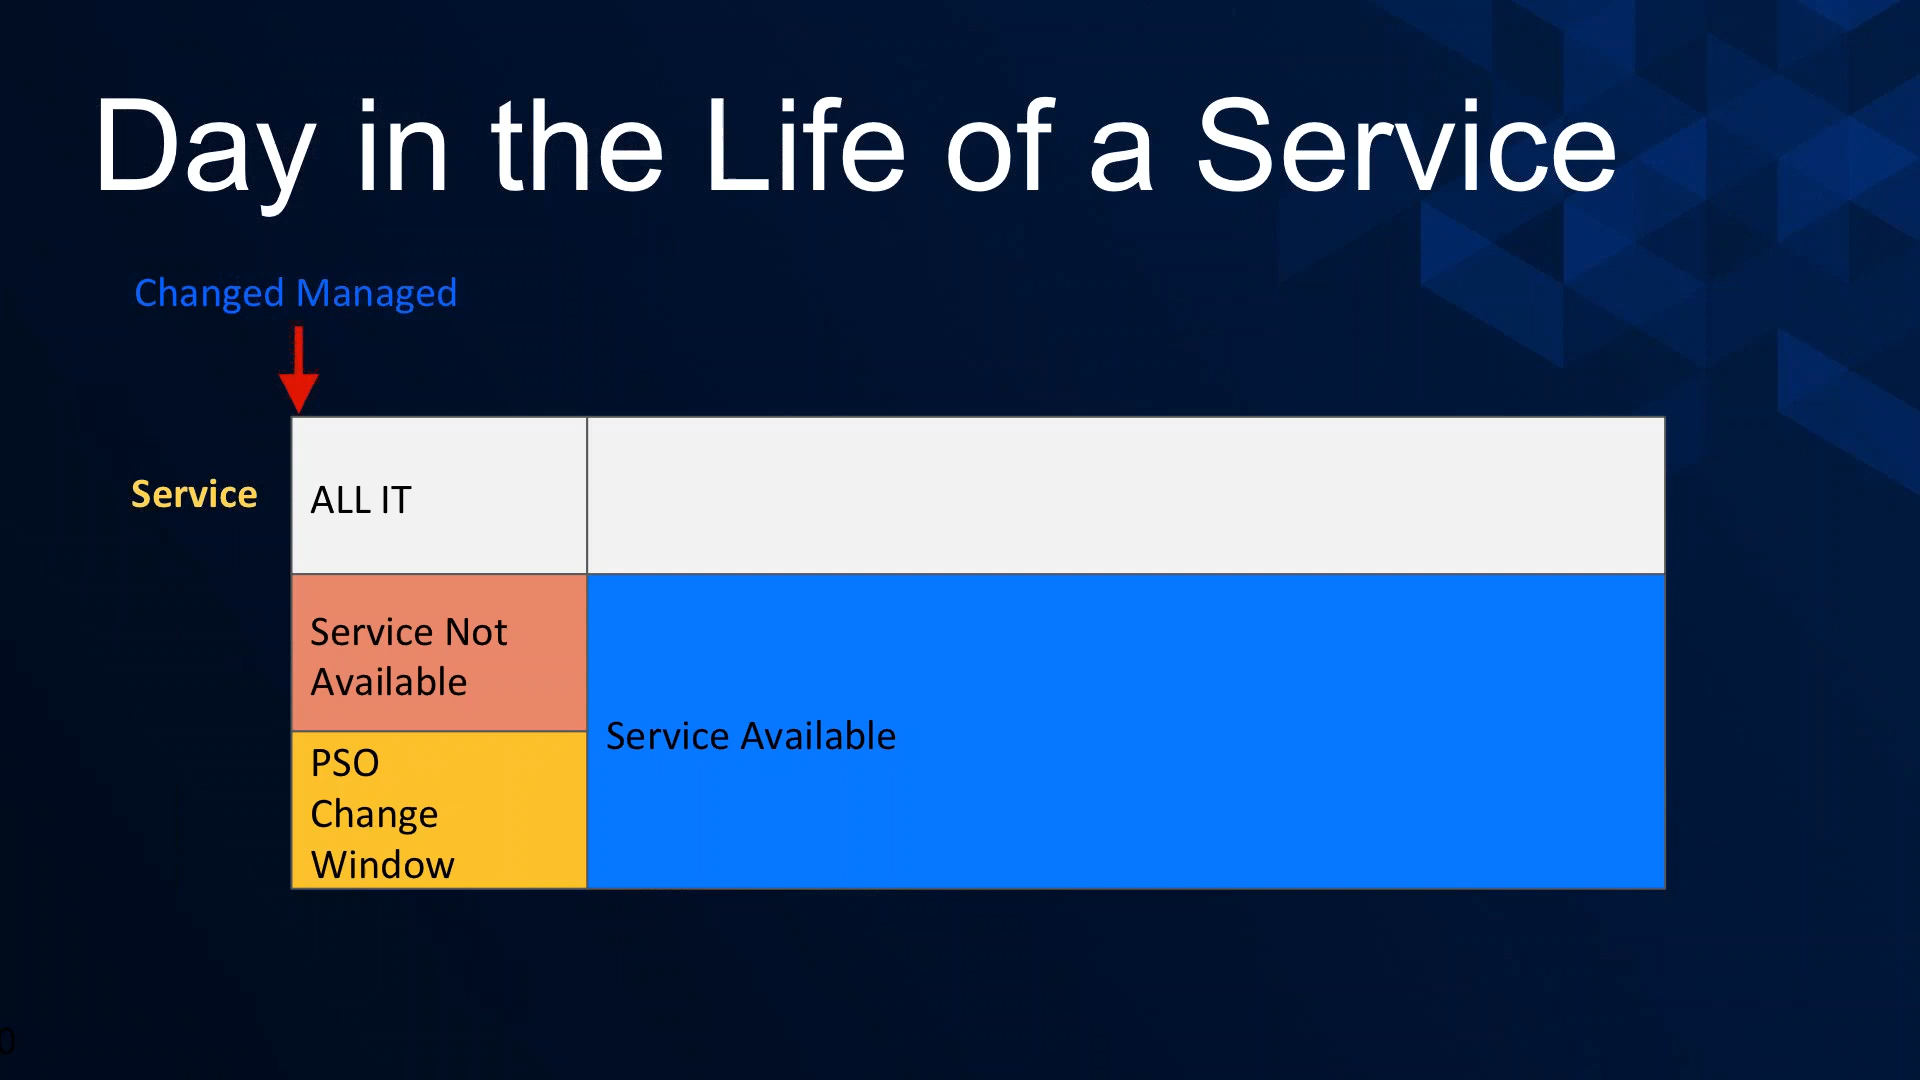 Day in the Life of a Service
Changed Managed
Service
ALL IT
Service Not
Available
Service Available
PSO
Change
Window
0